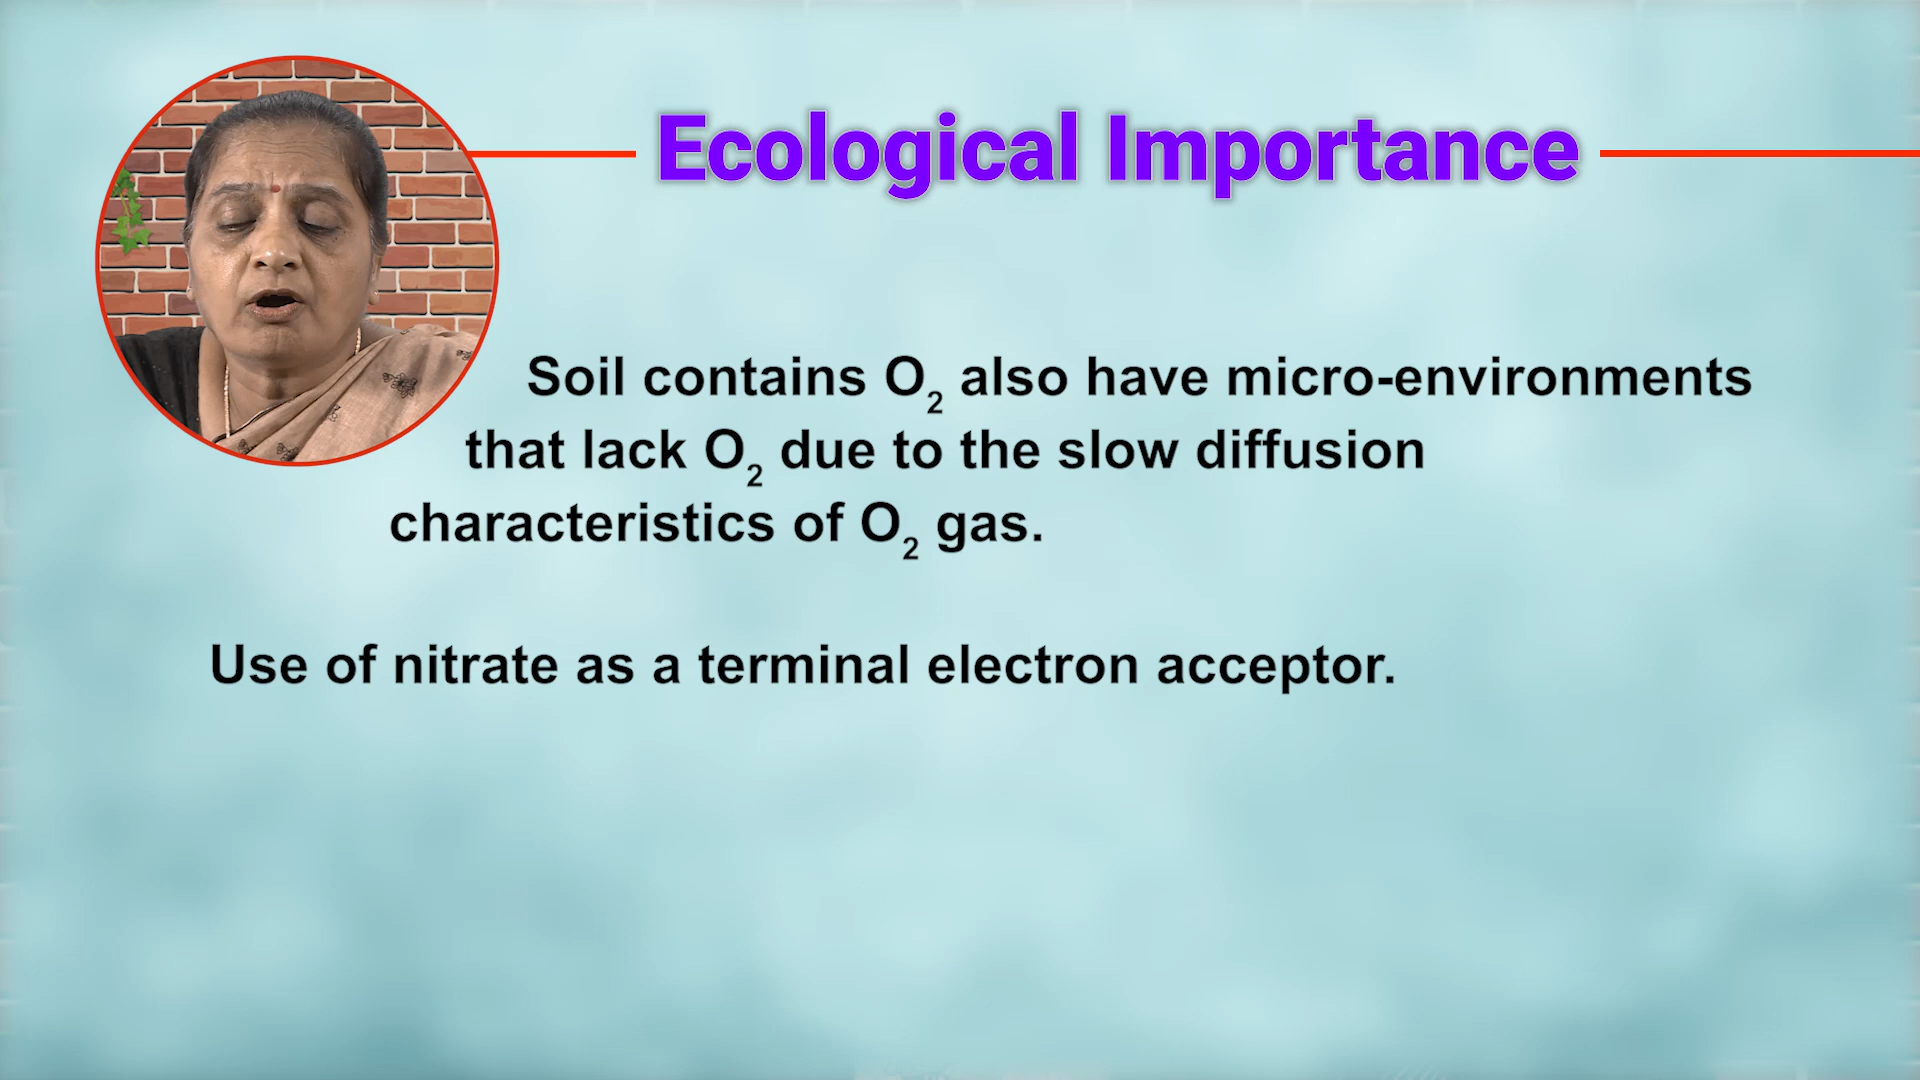 Ecological Importance
Soil contains O₂ also have micro-environments
that lack O₂ due to the slow diffusion
characteristics of O₂ gas.
Use of nitrate as a terminal electron acceptor.